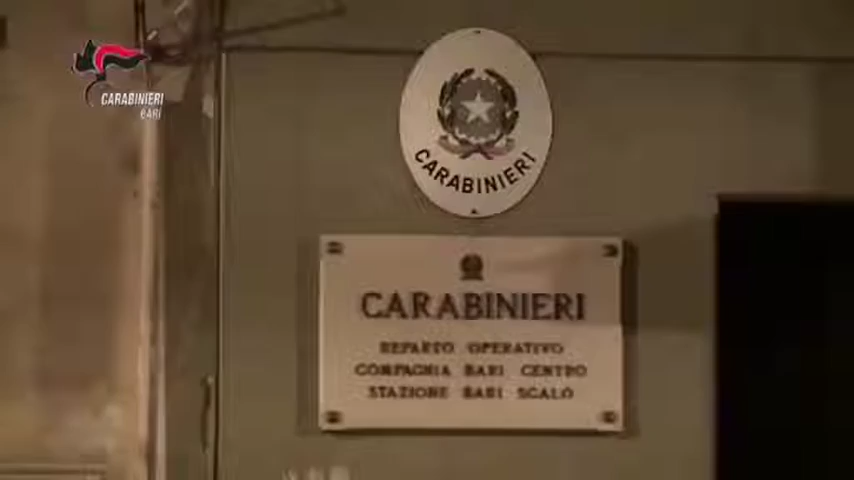 CARABINIERI
BARI
CARABINIERI
CARABINIERI
REPARTO OPERATIVO
COMPAGNIA BARI CENTRO
STAZIONE BARI SCALO